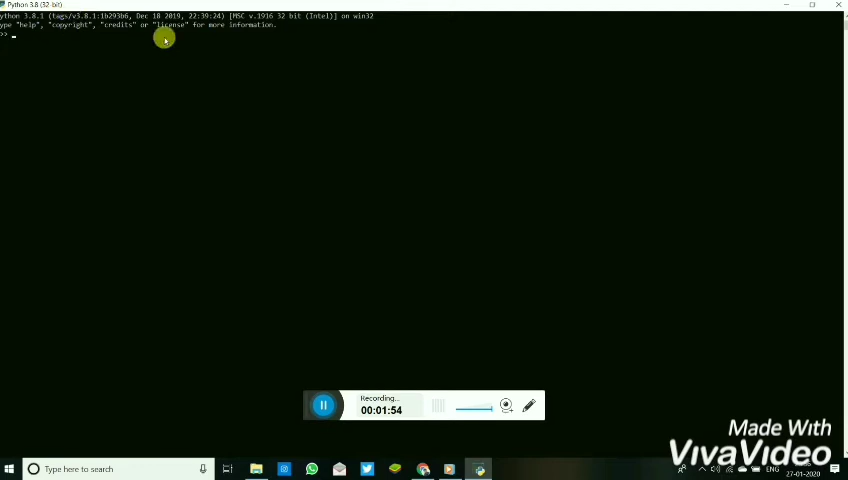 Python 3.8 (32-bit)
ython 3.8.1 (tags/v3.8.1:1b293b6, Dec 18 2019, 22:39:24) [MSC v.1916 32 bit (Intel)] on win32
ype "help", "copyright", "credits" or "license" for more information.
>>
Recording...
00:01:54
Made With
VivaVideo
Type here to search
ENG
27-01-2020